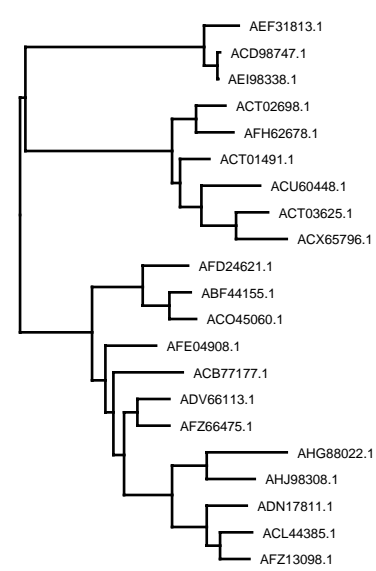 AEF31813.1
ACD98747.1
AEI98338.1
ACT02698.1
AFH62678.1
ACT01491.1
ACU60448.1
ACT03625.1
ACX65796.1
AFD24621.1
ABF44155.1
ACO45060.1
AFE04908.1
ACB77177.1
ADV66113.1
AFZ66475.1
AHG88022.1
AHJ98308.1
ADN17811.1
ACL44385.1
AFZ13098.1